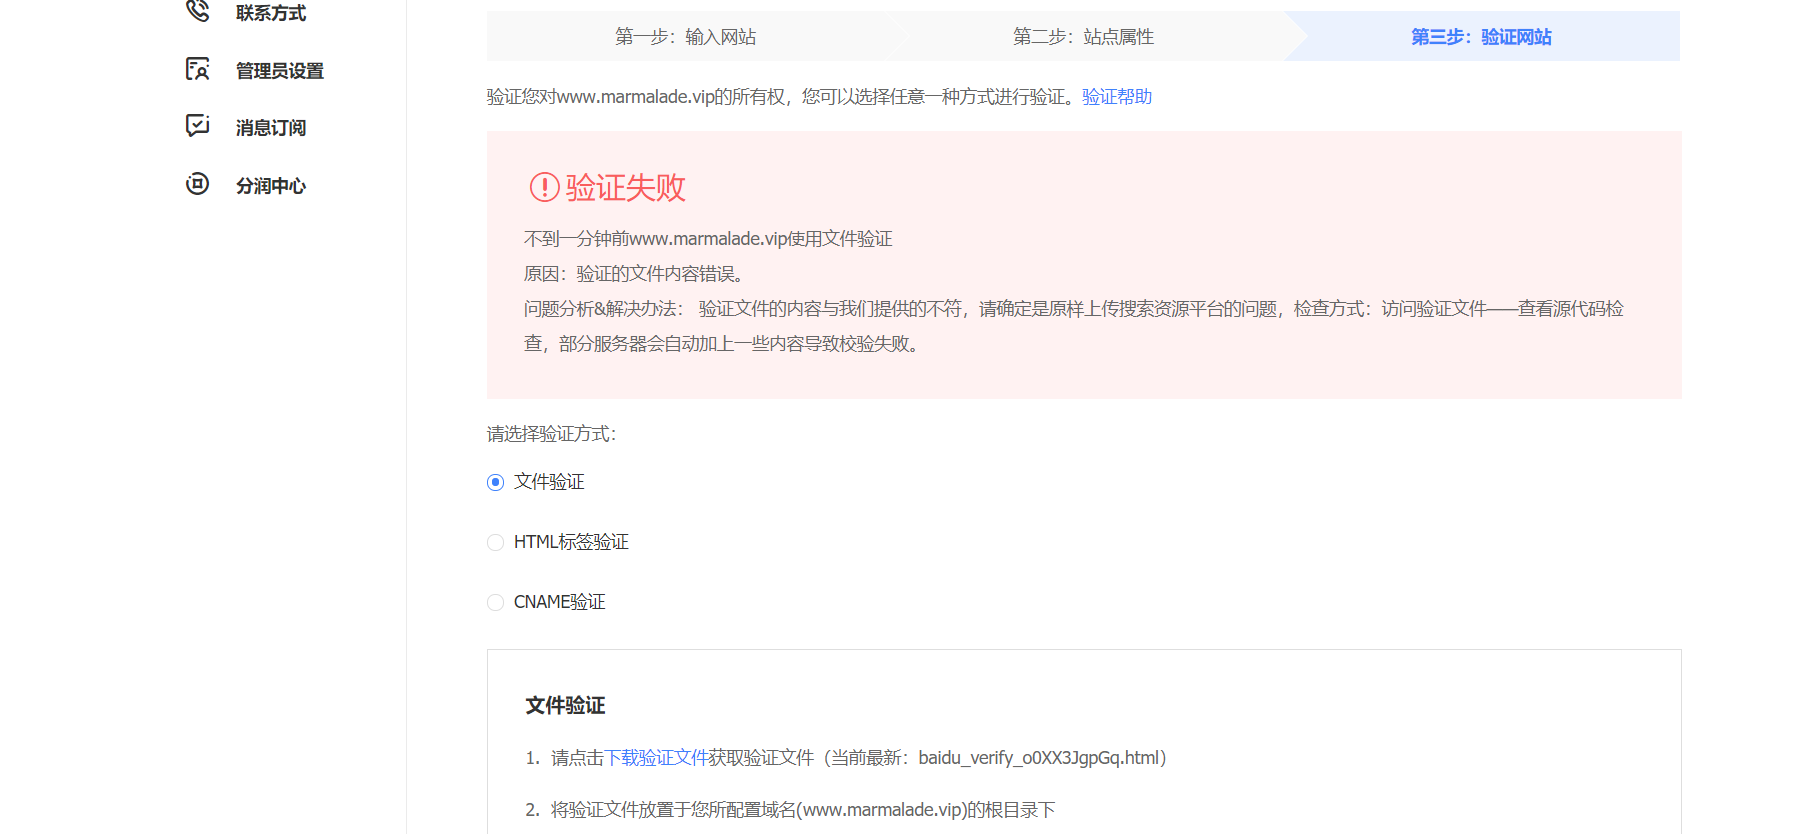 联系方式
管理员设置
消息订阅
分润中心
第一步：输入网站
第二步：站点属性
第三步：验证网站
验证您对www.marmalade.vip的所有权，您可以选择任意一种方式进行验证。验证帮助
验证失败
不到一分钟前www.marmalade.vip使用文件验证
原因：验证的文件内容错误。
问题分析&解决办法： 验证文件的内容与我们提供的不符，请确定是原样上传搜索资源平台的问题，检查方式：访问验证文件——查看源代码检
查，部分服务器会自动加上一些内容导致校验失败。
请选择验证方式：
文件验证
HTML标签验证
CNAME验证
文件验证
1. 请点击下载验证文件获取验证文件（当前最新：baidu_verify_o0XX3JgpGq.html）
2. 将验证文件放置于您所配置域名(www.marmalade.vip)的根目录下